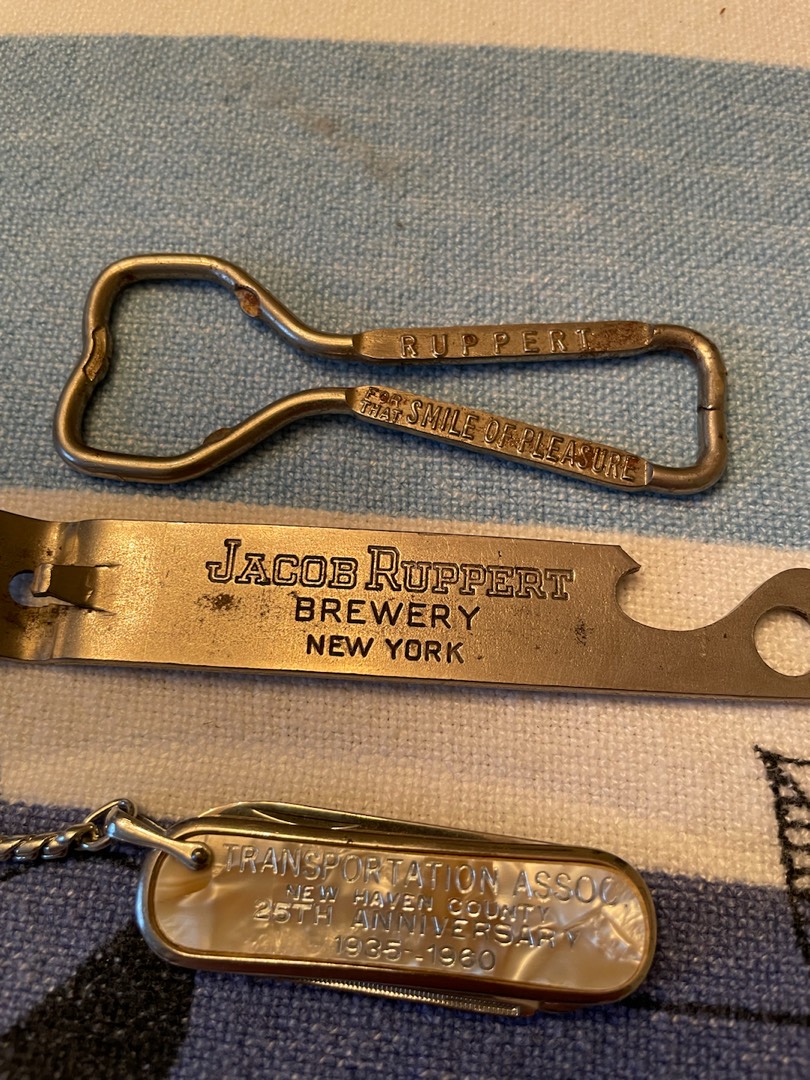 RUPPERT
FOR THAT SMILE OF PLEASURE
JACOB RUPPERT
BREWERY
NEW YORK
TRANSPORTATION ASSOC.
NEW HAVEN COUNTY
25TH ANNIVERSARY
1935--1960